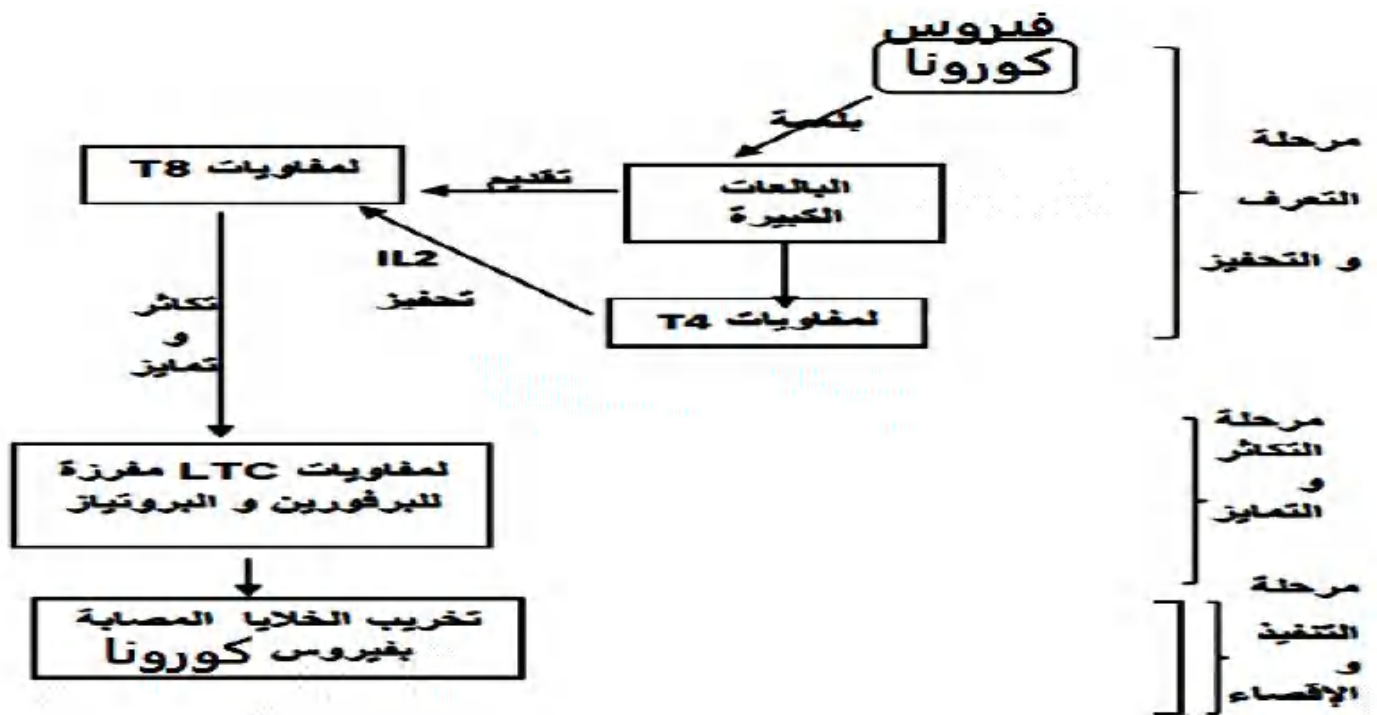 فيروس
كورونا
بلعمة
البالعات
الكبيرة
تقديم
لمفاويات T8
IL2
تحفيز
لمفاويات T4
تكاثر
و
تمايز
لمفاويات LTC مفرزة
للبرفورين و البروتياز
تخريب الخلايا المصابة
بفيروس كورونا
مرحلة
التعرف
و التحفيز
مرحلة
التكاثر
و
التمايز
مرحلة
التنفيذ
و
الإقصاء